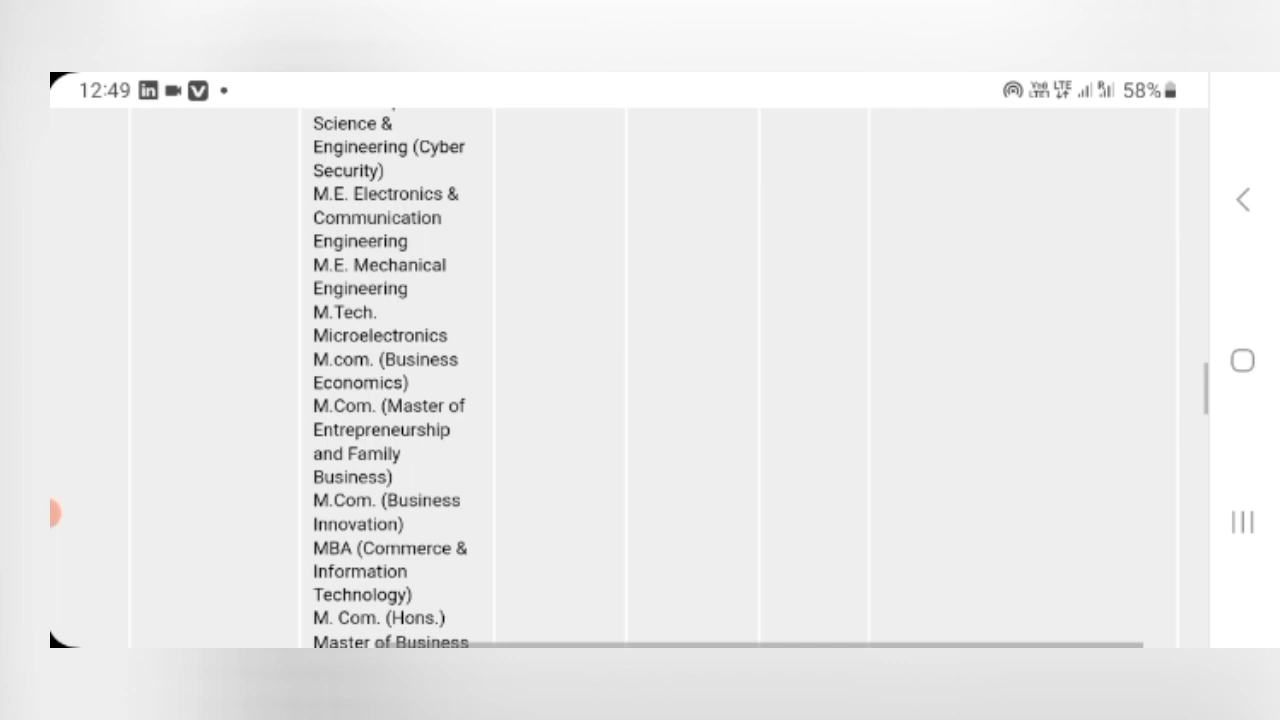 12:49
58%
Science &
Engineering (Cyber
Security)
M.E. Electronics &
Communication
Engineering
M.E. Mechanical
Engineering
M.Tech.
Microelectronics
M.com. (Business
Economics)
M.Com. (Master of
Entrepreneurship
and Family
Business)
M.Com. (Business
Innovation)
MBA (Commerce &
Information
Technology)
M. Com. (Hons.)
Master of Business